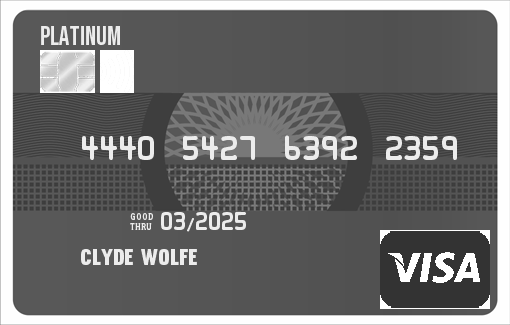 PLATINUM
4440 5427 6392 2359
GOOD THRU 03/2025
CLYDE WOLFE
VISA